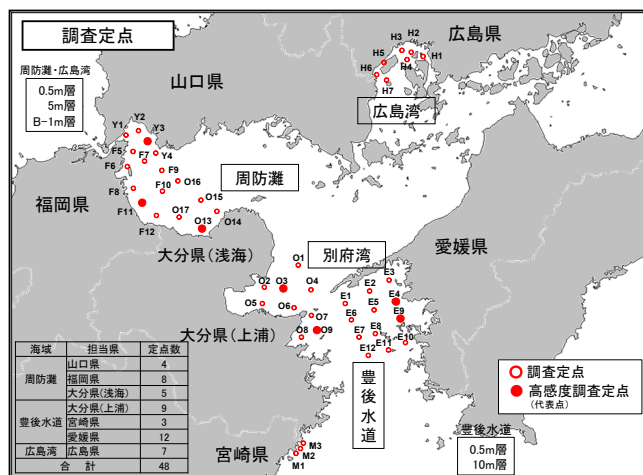 調査定点
広島県
山口県
周防灘・広島湾
0.5m層
5m層
B-1m層
H3
H2
H1
H5
H4
H6
H7
広島湾
Y1
Y2
Y3
Y4
F5
F7
F6
F9
F8
F10
O16
O15
F11
O17
O13
O14
F12
周防灘
福岡県
大分県(浅海)
別府湾
愛媛県
O1
O2
O3
O4
O5
O6
O7
O8
O9
E3
E2
E4
E1
E5
E9
E6
E7
E8
E10
E11
E12
大分県(上浦)
豊後水道
海域 担当県 定点数
周防灘 山口県 4
福岡県 8
大分県(浅海) 5
豊後水道 大分県(上浦) 9
宮崎県 3
愛媛県 12
広島湾 広島県 7
合計 48
調査定点
高感度調査定点
(代表点)
豊後水道
0.5m層
10m層
宮崎県
M3
M2
M1